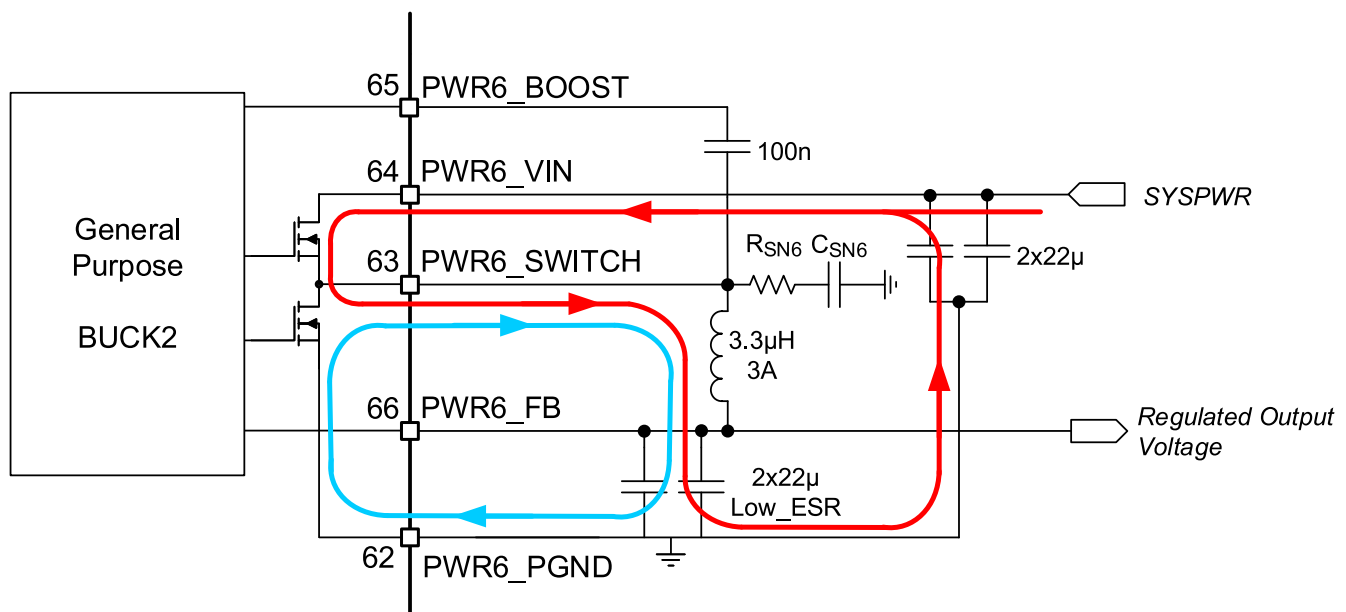 65 PWR6_BOOST
100n
64 PWR6_VIN
SYSPWR
General
Purpose
BUCK2
63 PWR6_SWITCH
RSN6 CSN6
2x22µ
3.3µH
3A
66 PWR6_FB
Regulated Output
Voltage
2x22µ
Low_ESR
62 PWR6_PGND